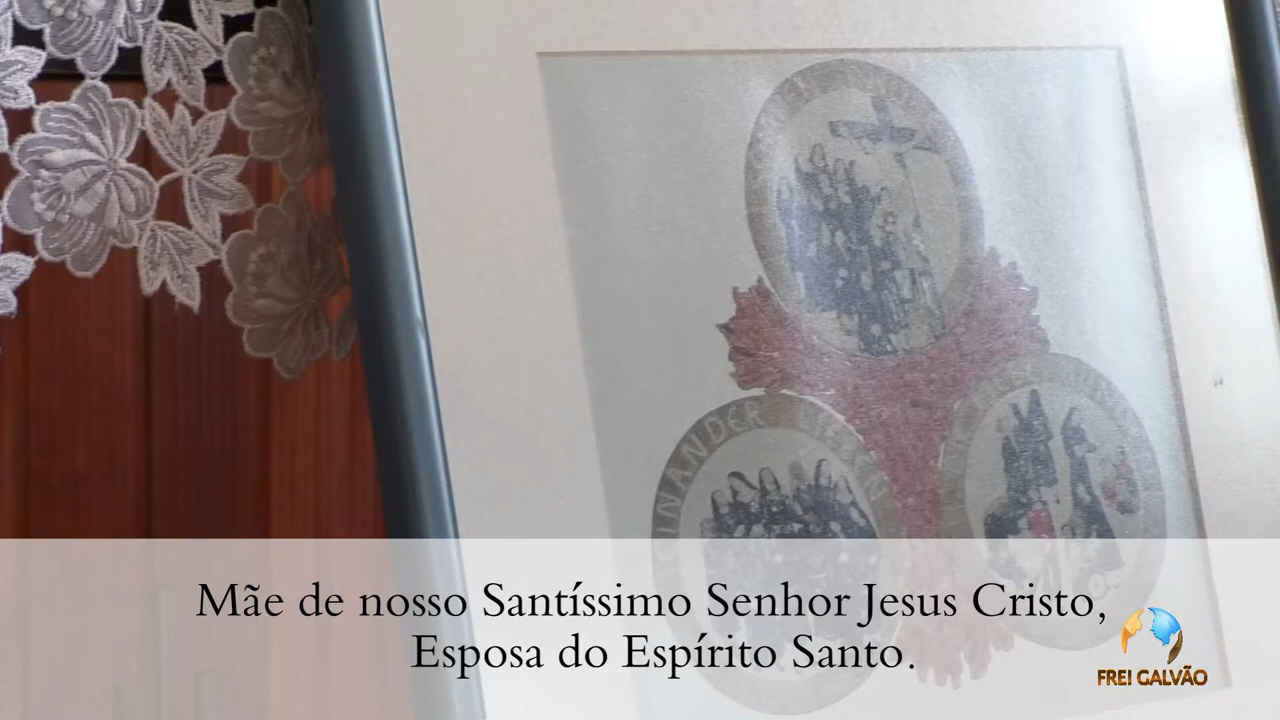 Mãe de nosso Santíssimo Senhor Jesus Cristo,
Esposa do Espírito Santo.
FREI GALVÃO